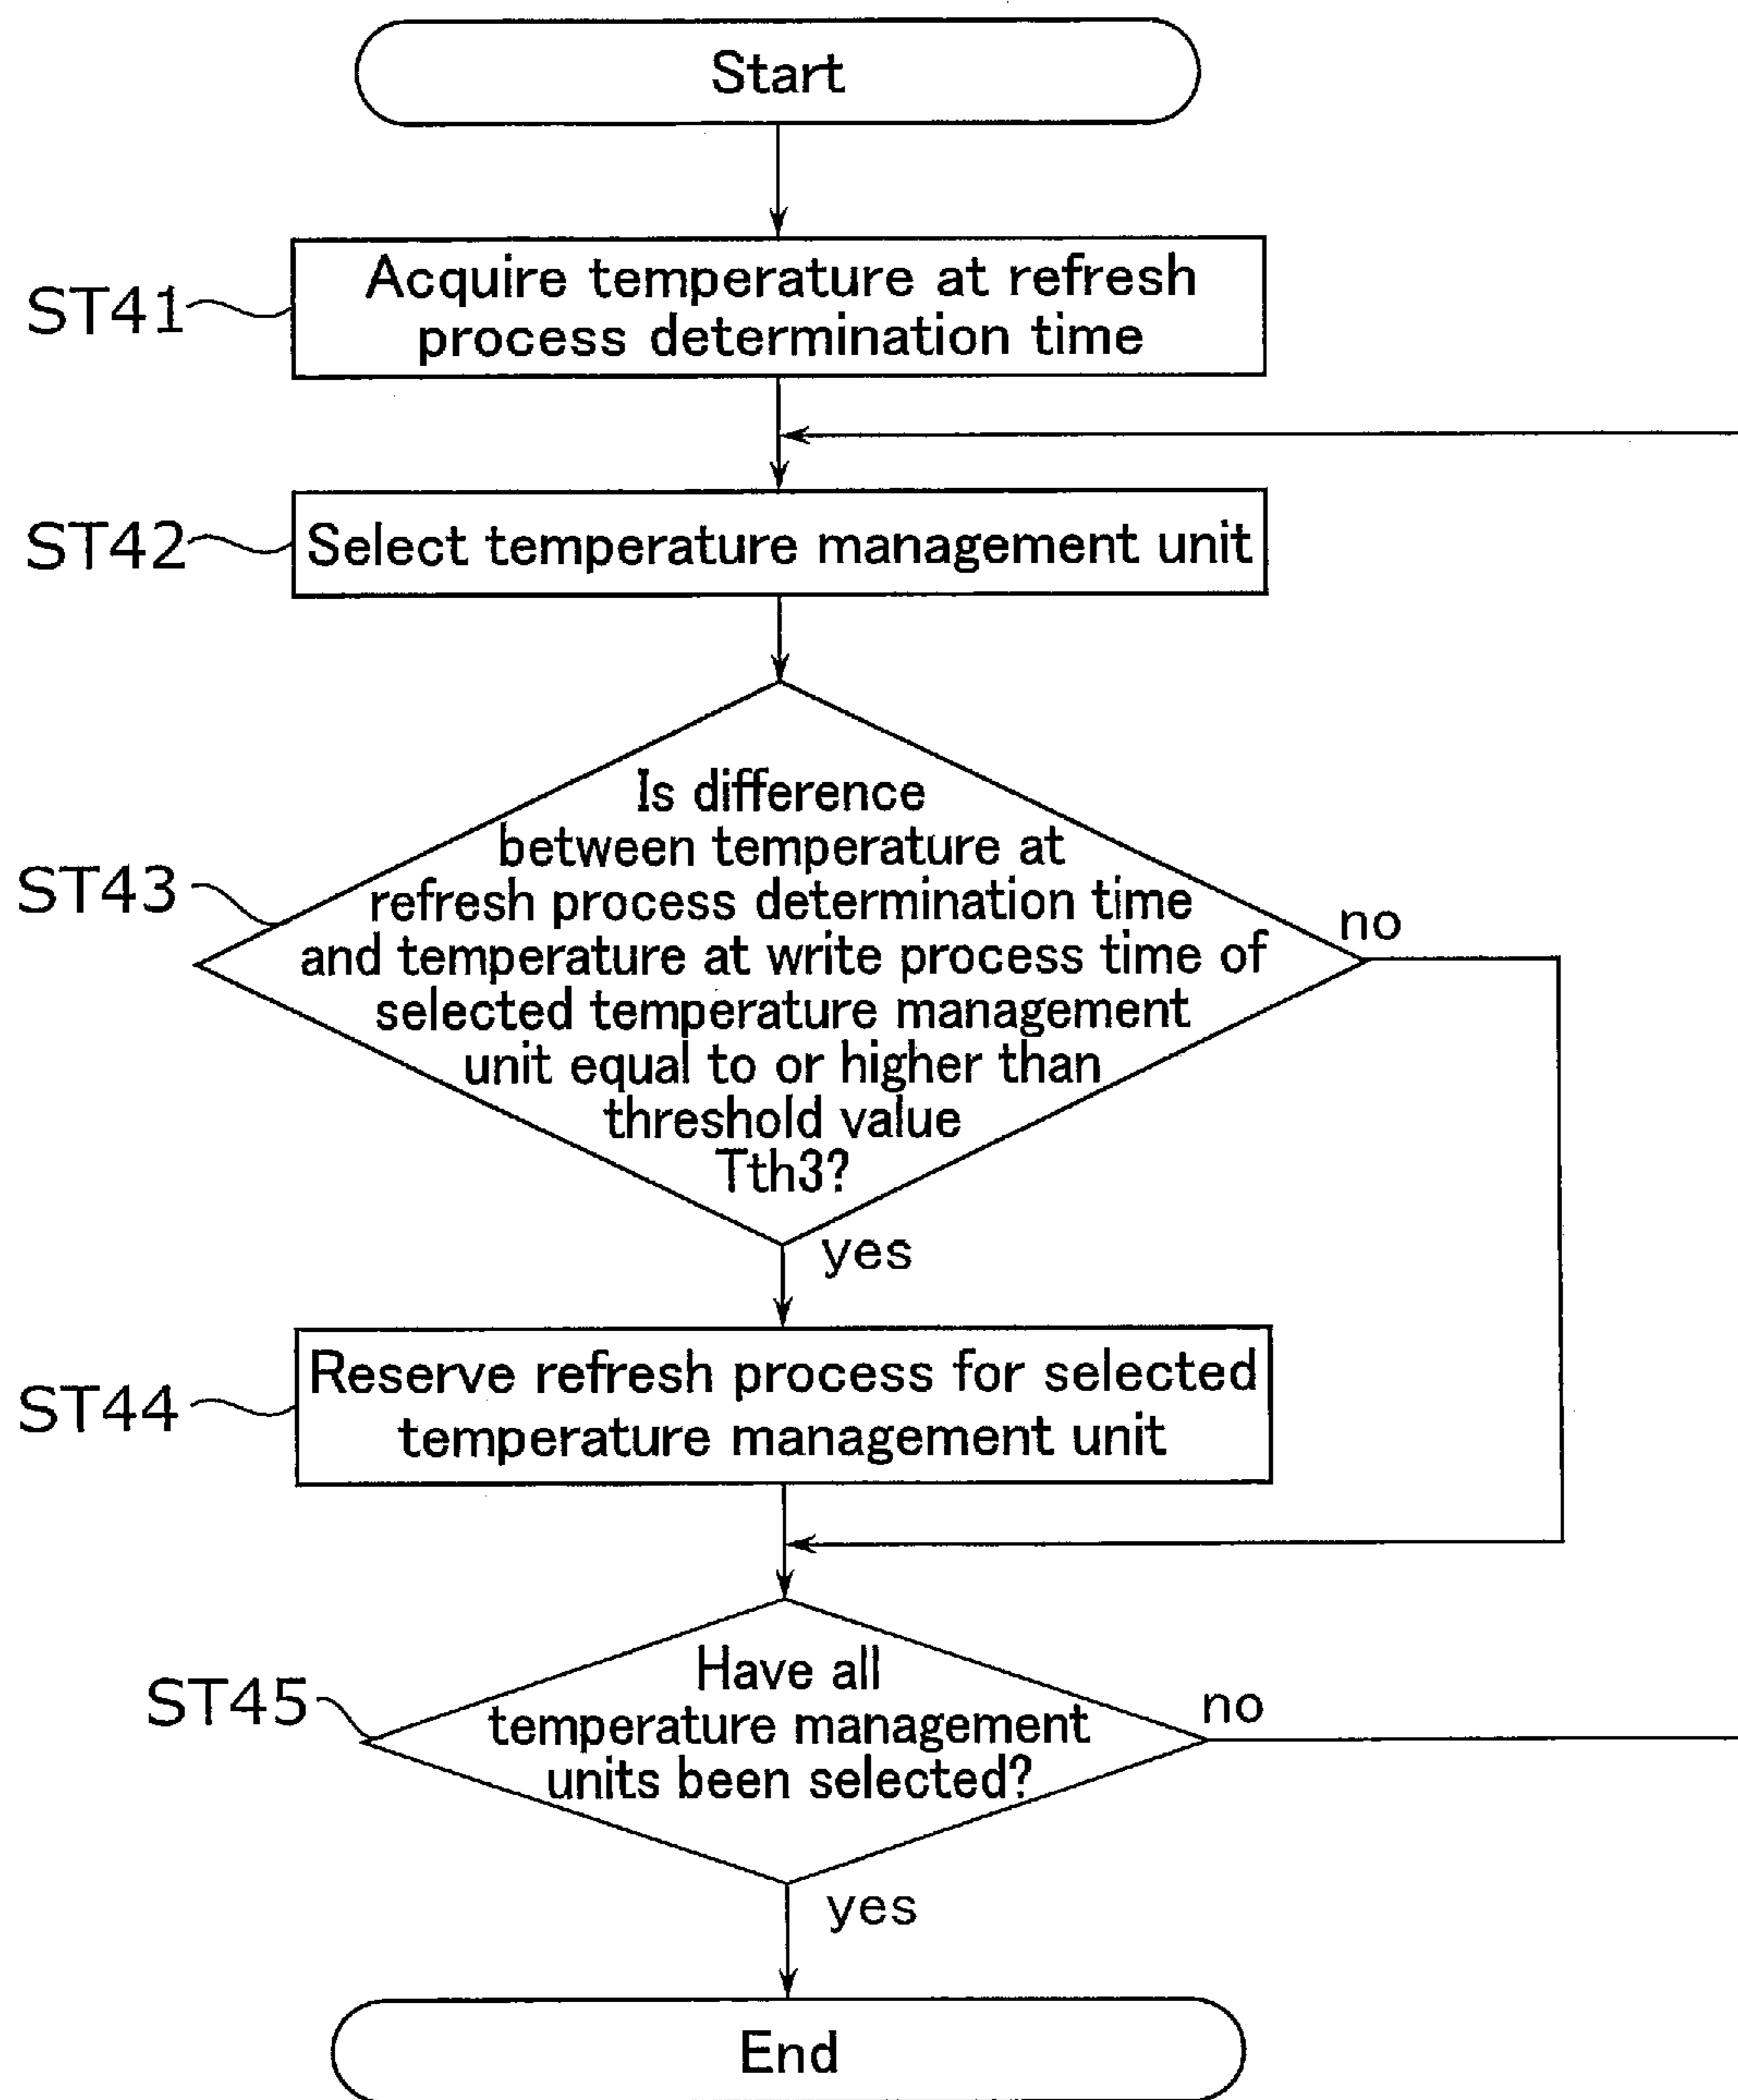 Start
ST41
Acquire temperature at refresh
process determination time
ST42
Select temperature management unit
ST43
Is difference
between temperature at
refresh process determination time
and temperature at write process time of
selected temperature management
unit equal to or higher than
threshold value
Tth3?
no
yes
ST44
Reserve refresh process for selected
temperature management unit
ST45
Have all
temperature management
units been selected?
no
yes
End